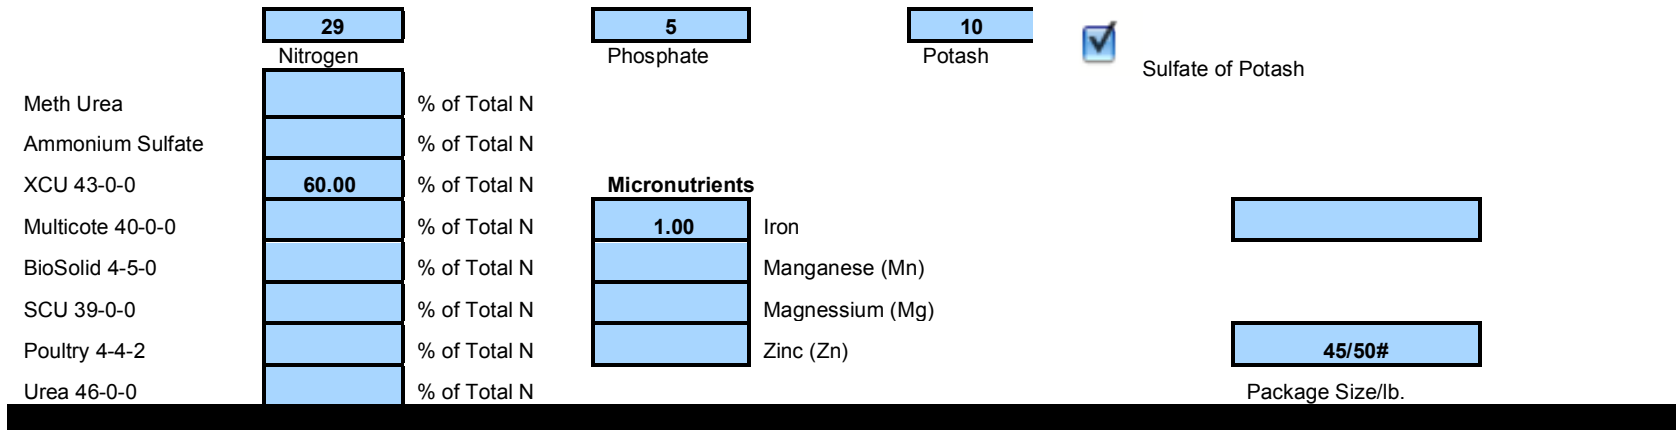 29 5 10
Nitrogen Phosphate Potash
Sulfate of Potash
Meth Urea % of Total N
Ammonium Sulfate % of Total N
XCU 43-0-0 60.00 % of Total N Micronutrients
Multicote 40-0-0 % of Total N 1.00 Iron
BioSolid 4-5-0 % of Total N Manganese (Mn)
SCU 39-0-0 % of Total N Magnessium (Mg)
Poultry 4-4-2 % of Total N Zinc (Zn) 45/50#
Urea 46-0-0 % of Total N Package Size/lb.